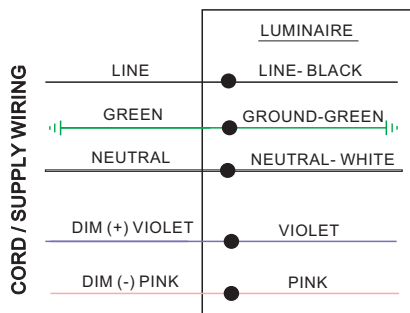 LUMINAIRE
LINE LINE- BLACK
GREEN GROUND-GREEN
NEUTRAL NEUTRAL- WHITE
DIM (+) VIOLET VIOLET
DIM (-) PINK PINK
CORD / SUPPLY WIRING